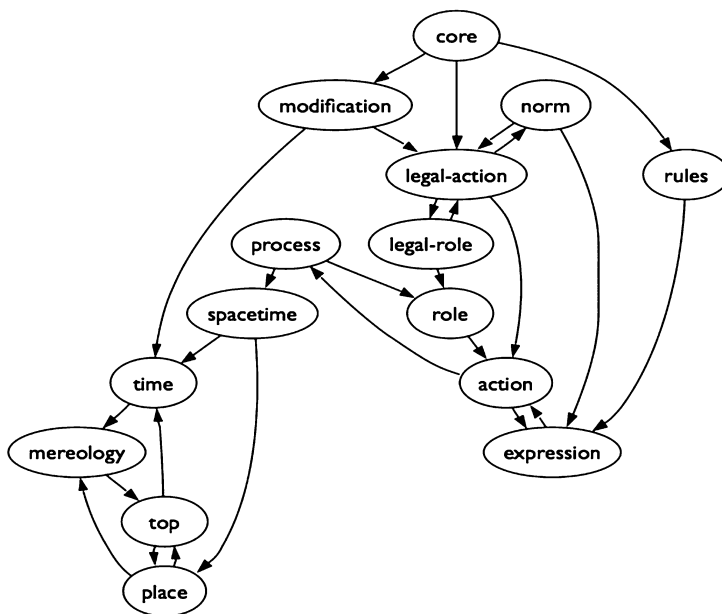 core
modification
norm
legal-action
rules
process
legal-role
spacetime
role
time
action
mereology
expression
top
place